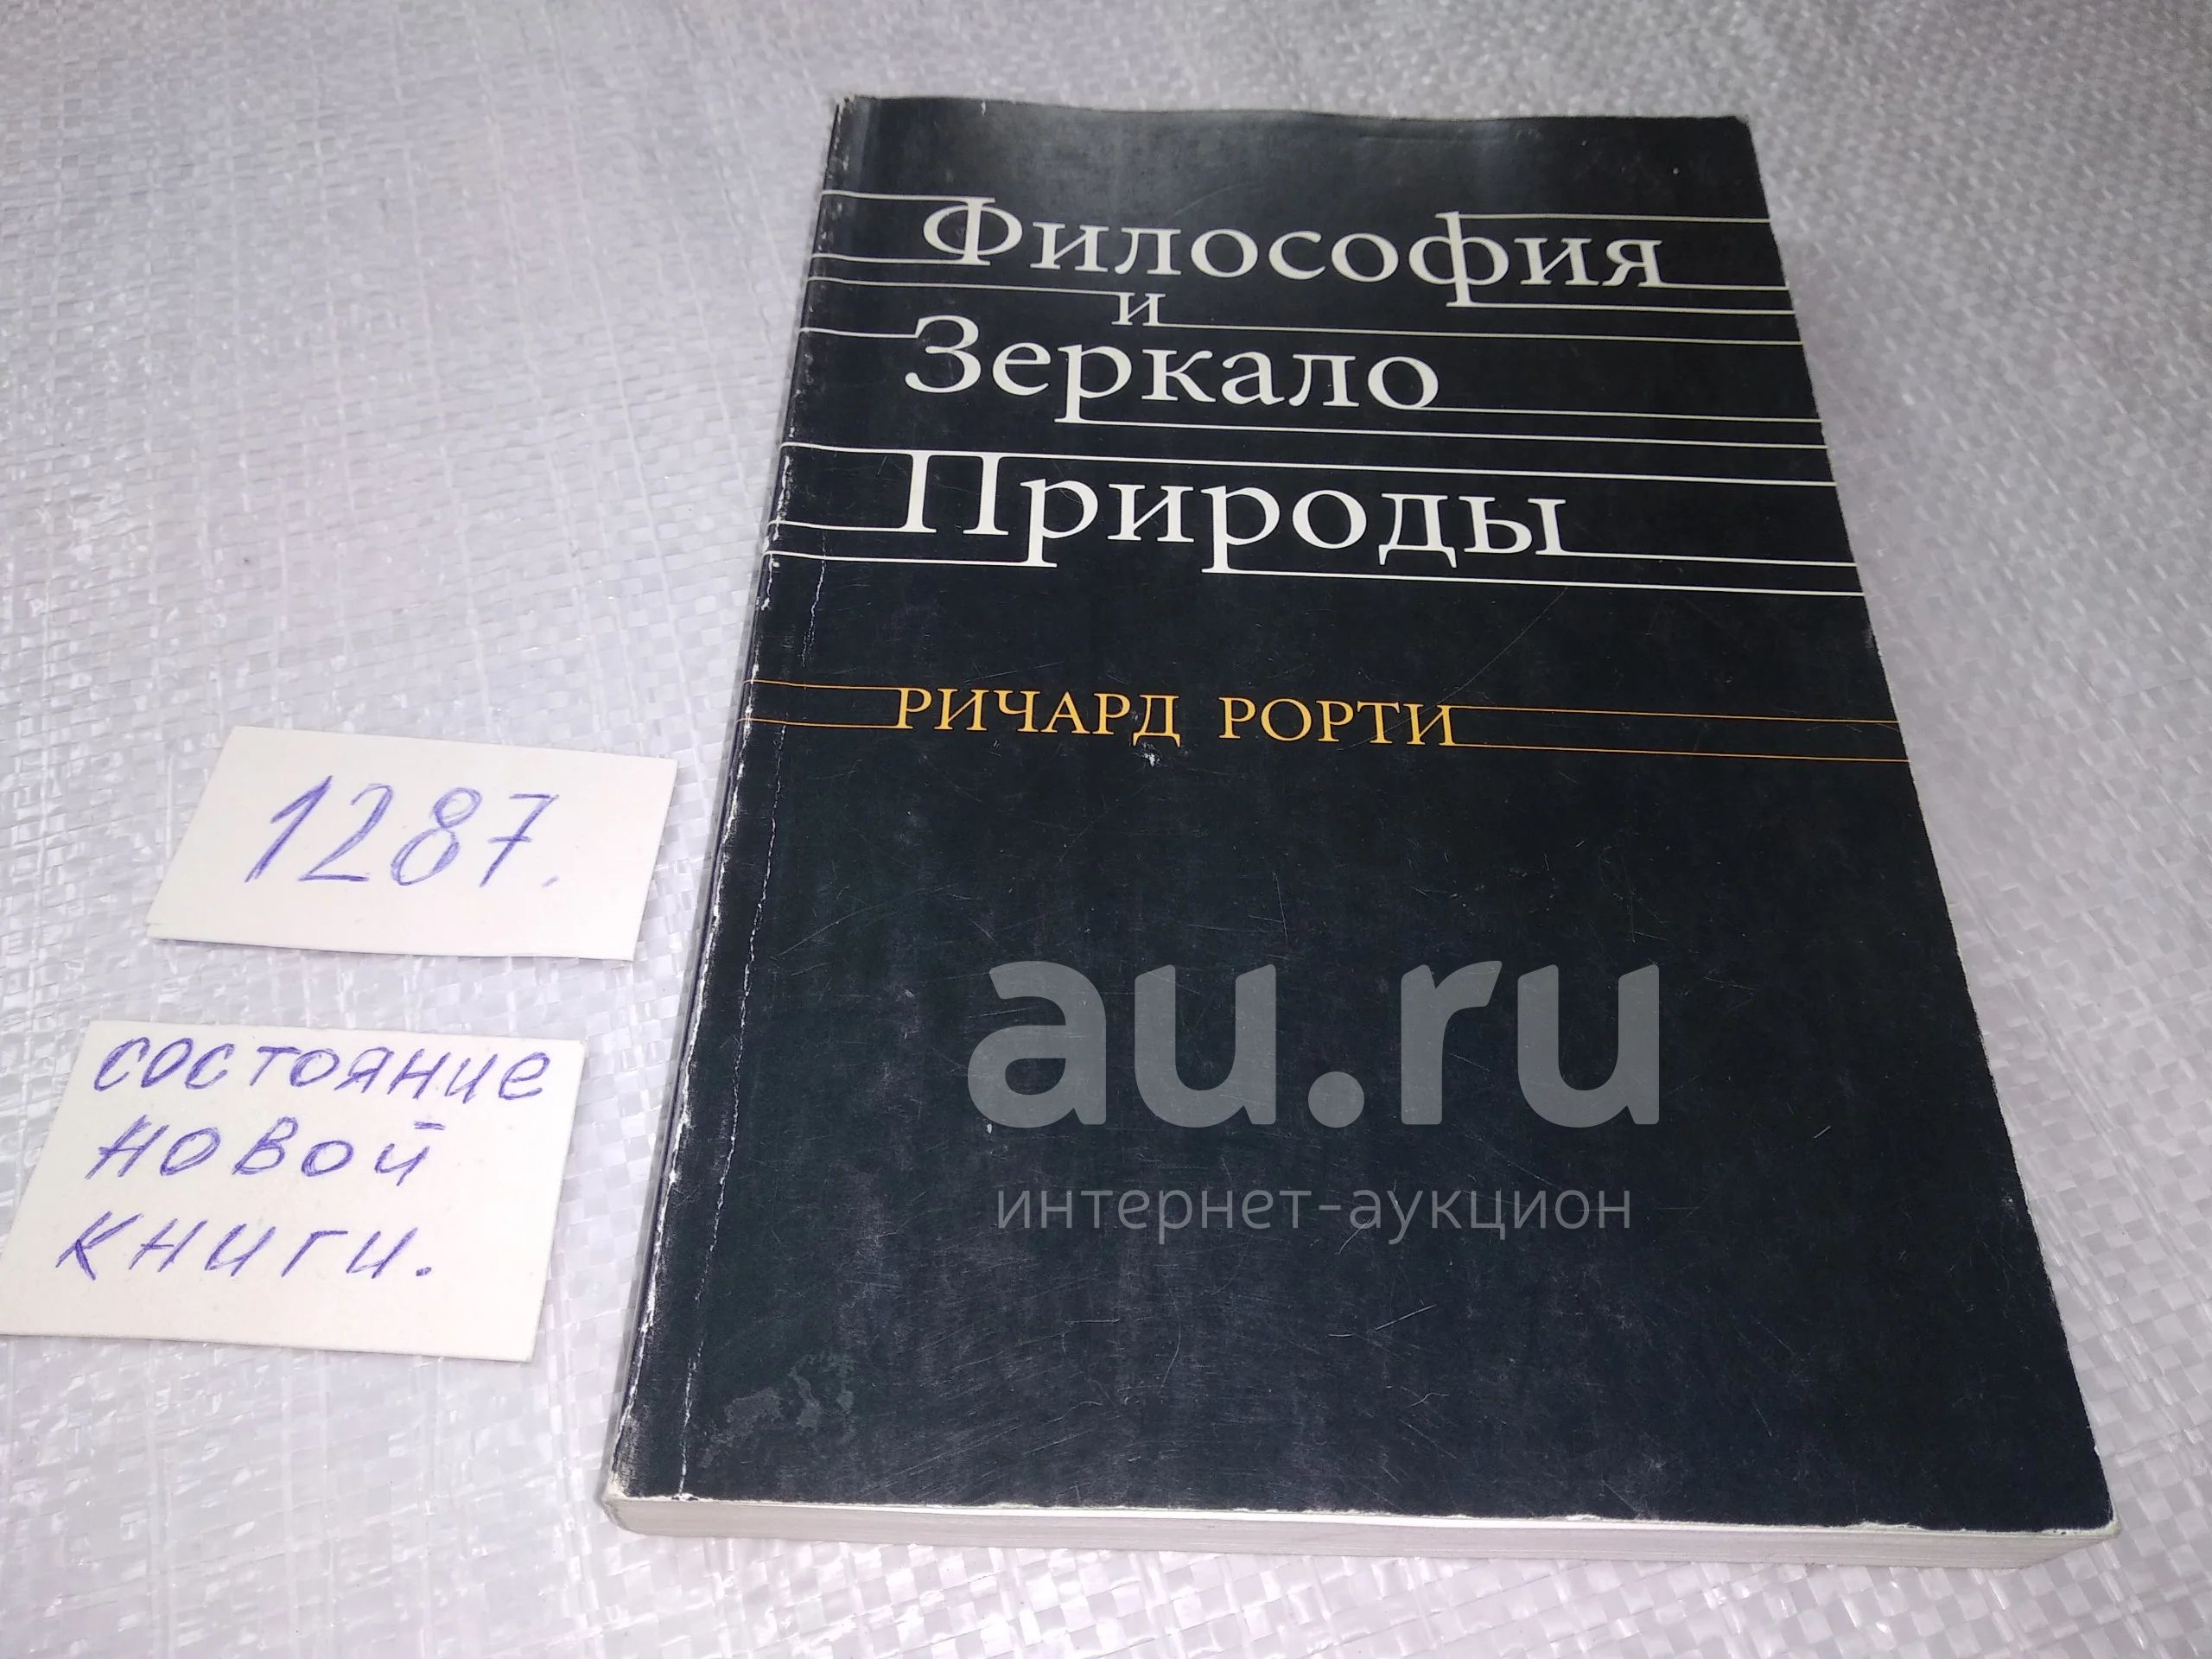 Философия
и
Зеркало
Природы
РИЧАРД РОРТИ
1287.
состояние
новой
книги.
au.ru
интернет-аукцион